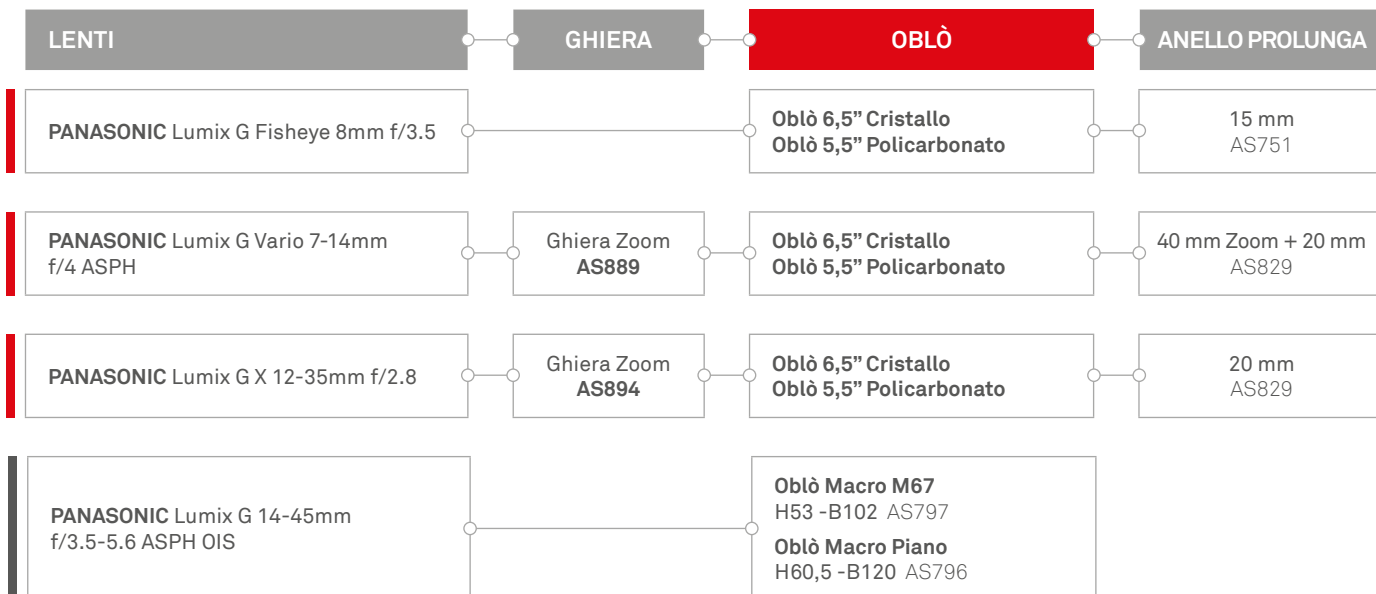 LENTI
GHIERA
OBLÒ
ANELLO PROLUNGA
PANASONIC Lumix G Fisheye 8mm f/3.5
Oblò 6,5” Cristallo
Oblò 5,5” Policarbonato
15 mm
AS751
PANASONIC Lumix G Vario 7-14mm
f/4 ASPH
Ghiera Zoom
AS889
Oblò 6,5” Cristallo
Oblò 5,5” Policarbonato
40 mm Zoom + 20 mm
AS829
PANASONIC Lumix G X 12-35mm f/2.8
Ghiera Zoom
AS894
Oblò 6,5” Cristallo
Oblò 5,5” Policarbonato
20 mm
AS829
PANASONIC Lumix G 14-45mm
f/3.5-5.6 ASPH OIS
Oblò Macro M67
H53 -B102 AS797
Oblò Macro Piano
H60,5 -B120 AS796